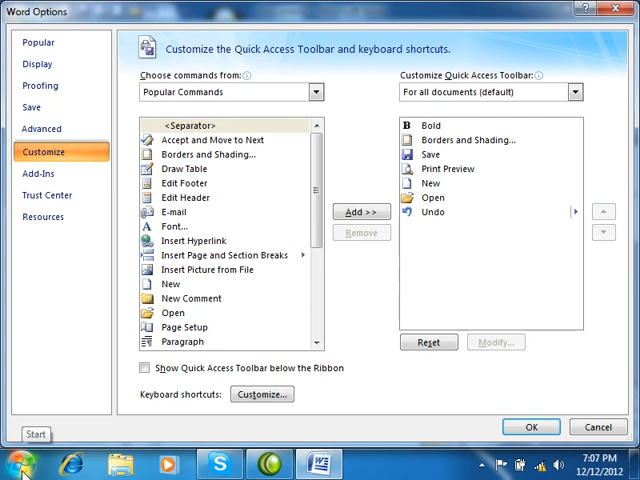 Word Options
Popular
Display
Proofing
Save
Advanced
Customize
Add-Ins
Trust Center
Resources
Customize the Quick Access Toolbar and keyboard shortcuts.
Choose commands from:
Popular Commands
<Separator>
Accept and Move to Next
Borders and Shading...
Draw Table
Edit Footer
Edit Header
E-mail
Font...
Insert Hyperlink
Insert Page and Section Breaks
Insert Picture from File
New
New Comment
Open
Page Setup
Paragraph
Add >>
Remove
Customize Quick Access Toolbar:
For all documents (default)
Bold
Borders and Shading...
Save
Print Preview
New
Open
Undo
Reset
Modify...
Show Quick Access Toolbar below the Ribbon
Keyboard shortcuts: Customize...
OK
Cancel
Start
7:07 PM
12/12/2012